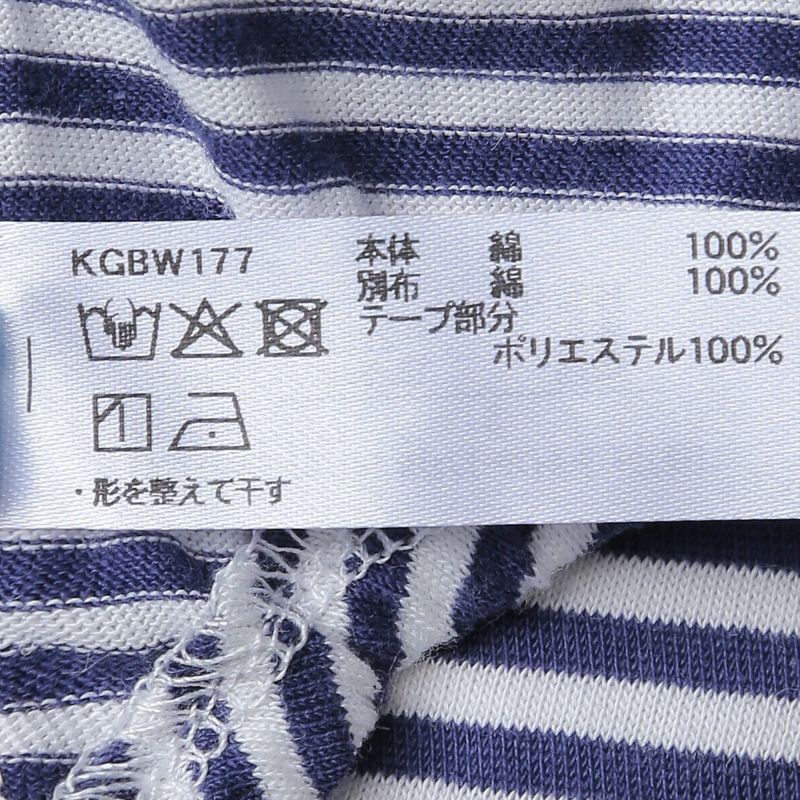 KGBW177
本体 綿 100%
別布 綿 100%
テープ部分
ポリエステル100%
・形を整えて干す